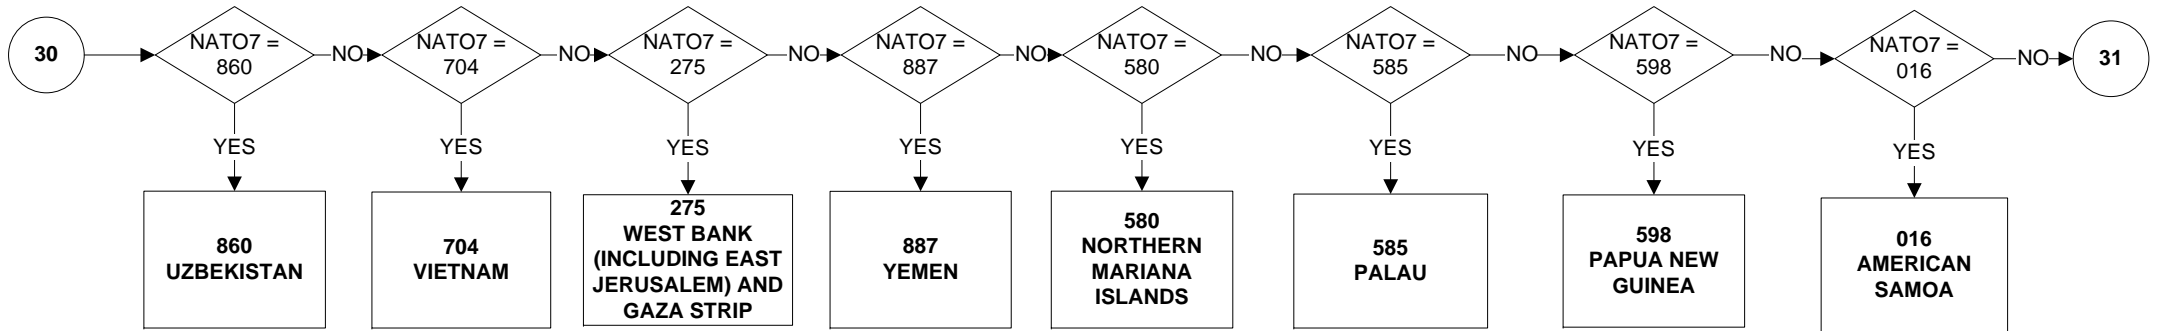 30
NATO7 =
860
NO
NATO7 =
704
NO
NATO7 =
275
NO
NATO7 =
887
NO
NATO7 =
580
NO
NATO7 =
585
NO
NATO7 =
598
NO
NATO7 =
016
NO
31
YES
YES
YES
YES
YES
YES
YES
YES
860
UZBEKISTAN
704
VIETNAM
275
WEST BANK
(INCLUDING EAST
JERUSALEM) AND
GAZA STRIP
887
YEMEN
580
NORTHERN
MARIANA
ISLANDS
585
PALAU
598
PAPUA NEW
GUINEA
016
AMERICAN
SAMOA